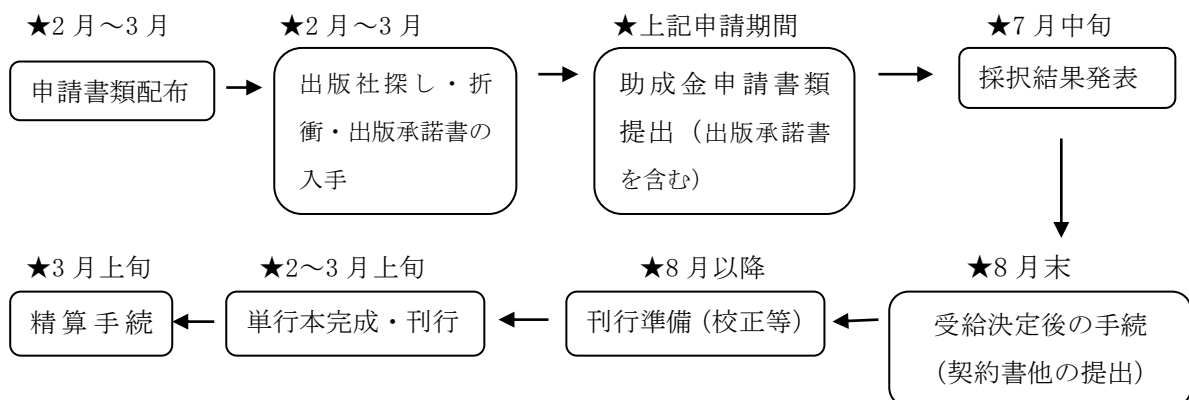 ★2 月～3 月
申請書類配布
★2 月～3 月
出版社探し・折
衝・出版承諾書の
入手
★上記申請期間
助成金申請書類
提出（出版承諾書
を含む）
★7 月中旬
採択結果発表
★8 月末
受給決定後の手続
（契約書他の提出）
★8 月以降
刊行準備（校正等）
★2～3 月上旬
単行本完成・刊行
★3 月上旬
精算手続